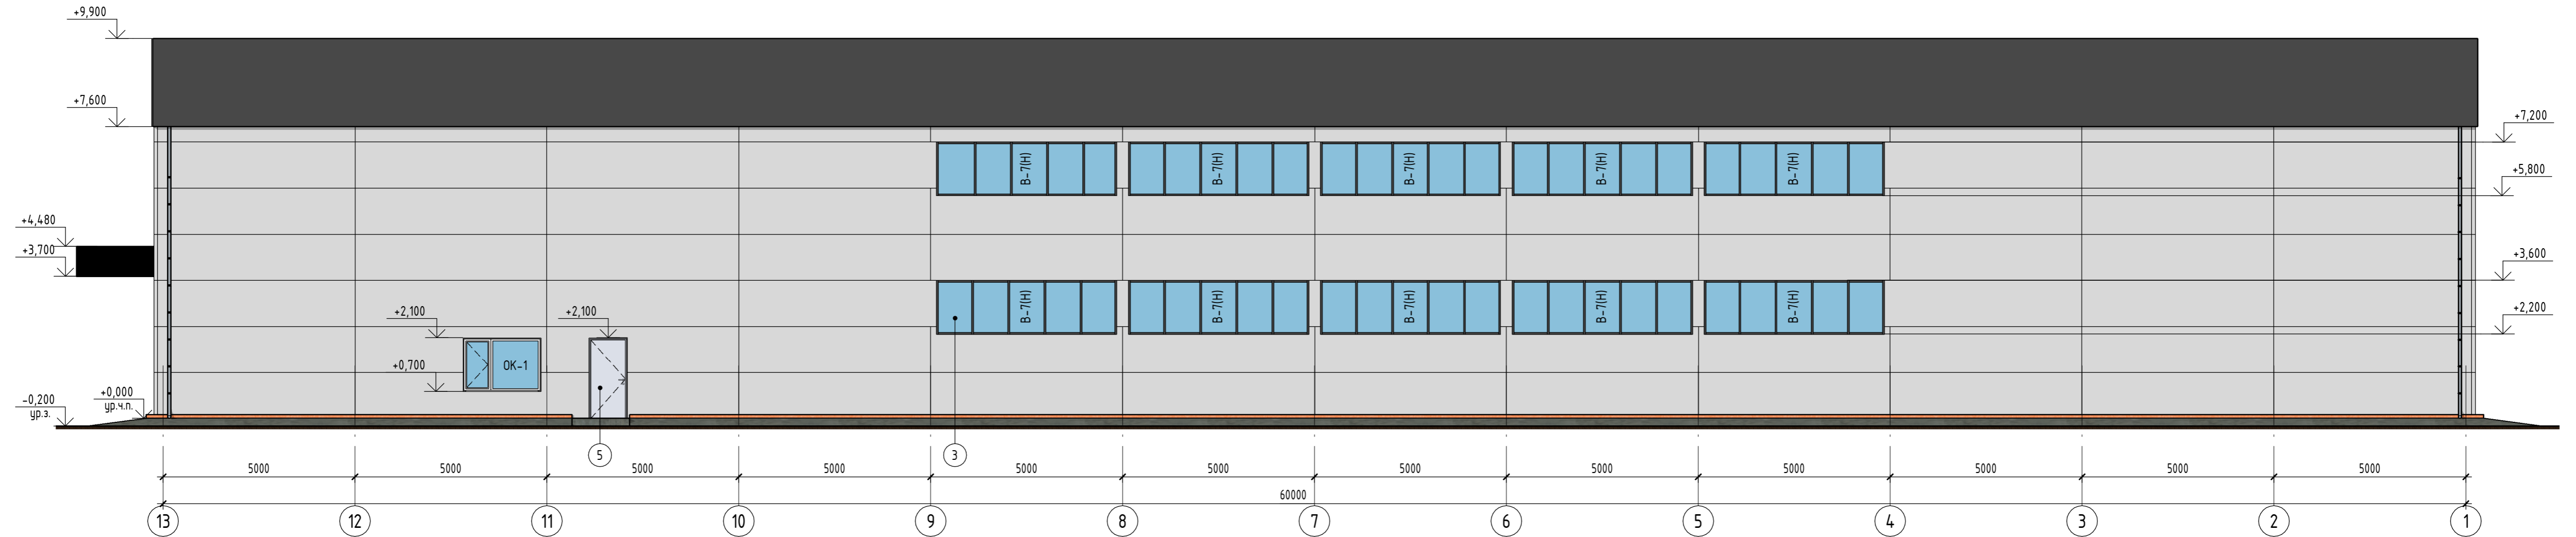 +9,900
+7,600
+7,200
+5,800
+4,480
+3,700
+3,600
+2,200
В-7(Н) В-7(Н) В-7(Н) В-7(Н) В-7(Н)
В-7(Н) В-7(Н) В-7(Н) В-7(Н) В-7(Н)
+2,100 +2,100
ОК-1
+0,700
+0,000
ур.ч.п.
-0,200
ур.з.
5 3
5000 5000 5000 5000 5000 5000 5000 5000 5000 5000 5000 5000
60000
13 12 11 10 9 8 7 6 5 4 3 2 1